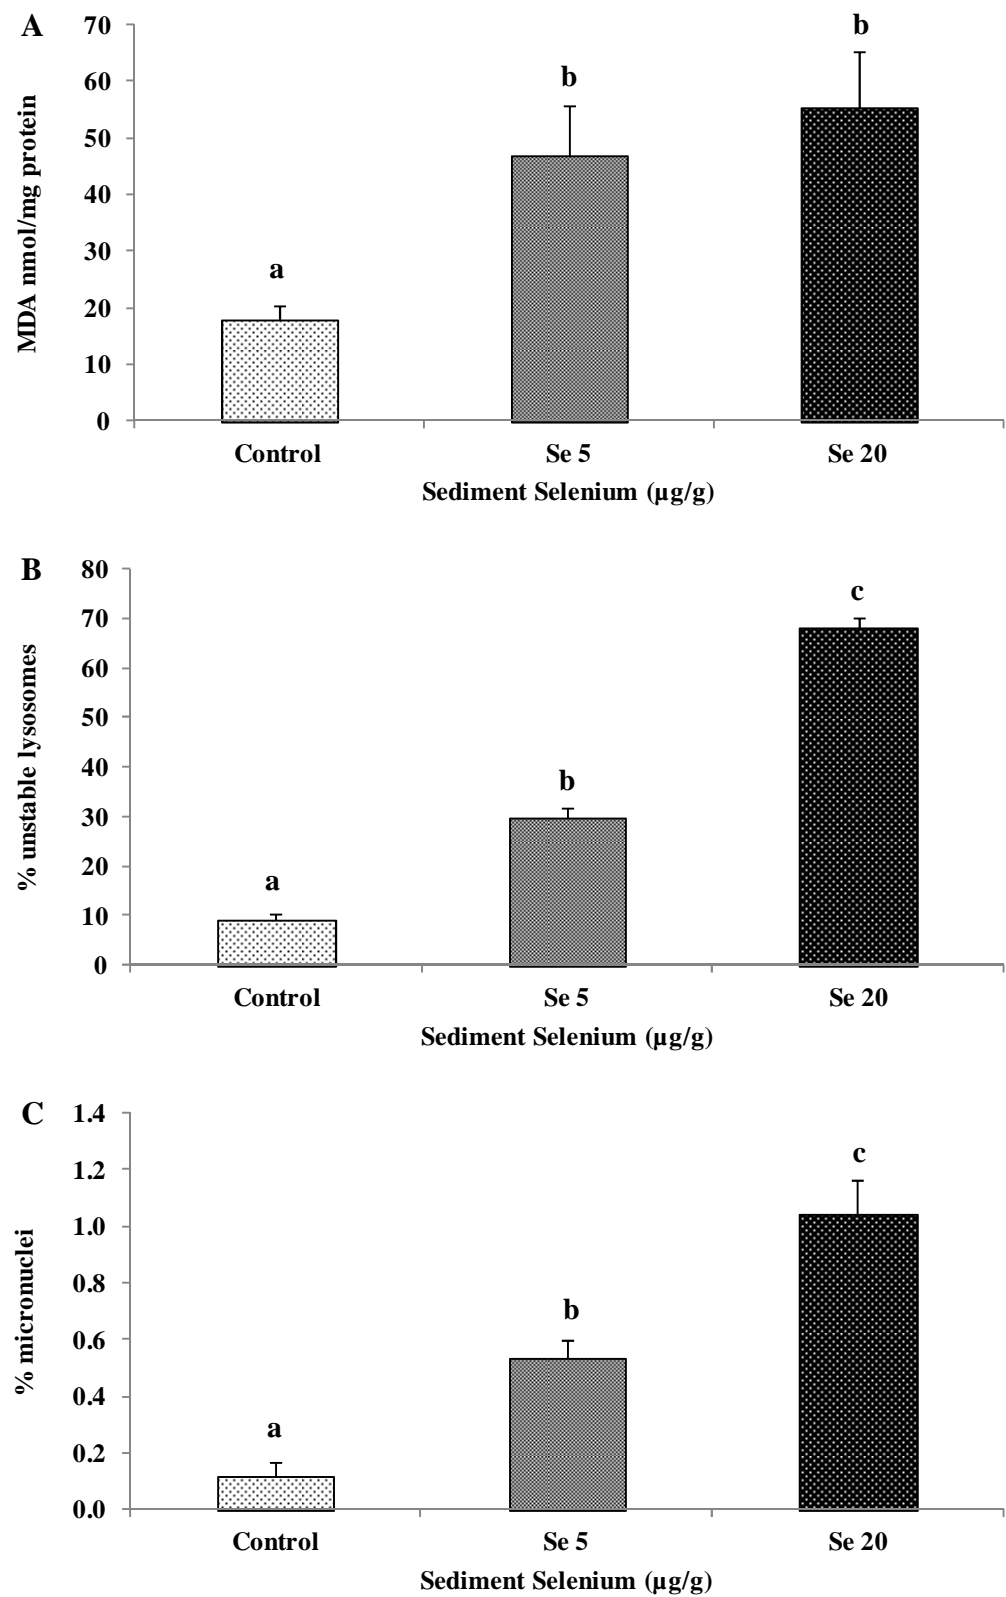 A
MDA nmol/mg protein
70
60
50
40
30
20
10
0
a
b
b
Control Se 5 Se 20
Sediment Selenium (µg/g)
B
% unstable lysosomes
80
70
60
50
40
30
20
10
0
a
b
c
Control Se 5 Se 20
Sediment Selenium (µg/g)
C
% micronuclei
1.4
1.2
1.0
0.8
0.6
0.4
0.2
0.0
a
b
c
Control Se 5 Se 20
Sediment Selenium (µg/g)